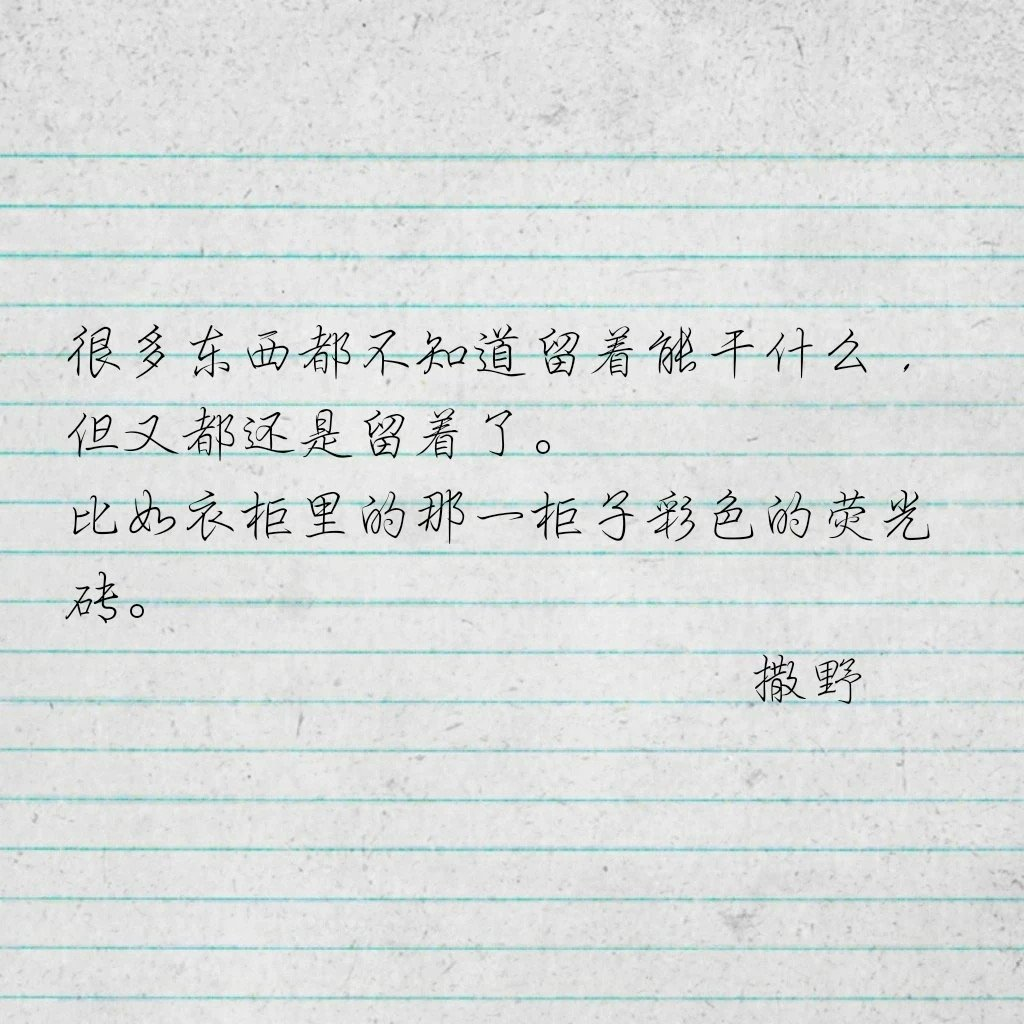 很多东西都不知道留着能干什么，
但又都还是留着了。
比如衣柜里的那一柜子彩色的荧光
砖。
撒野